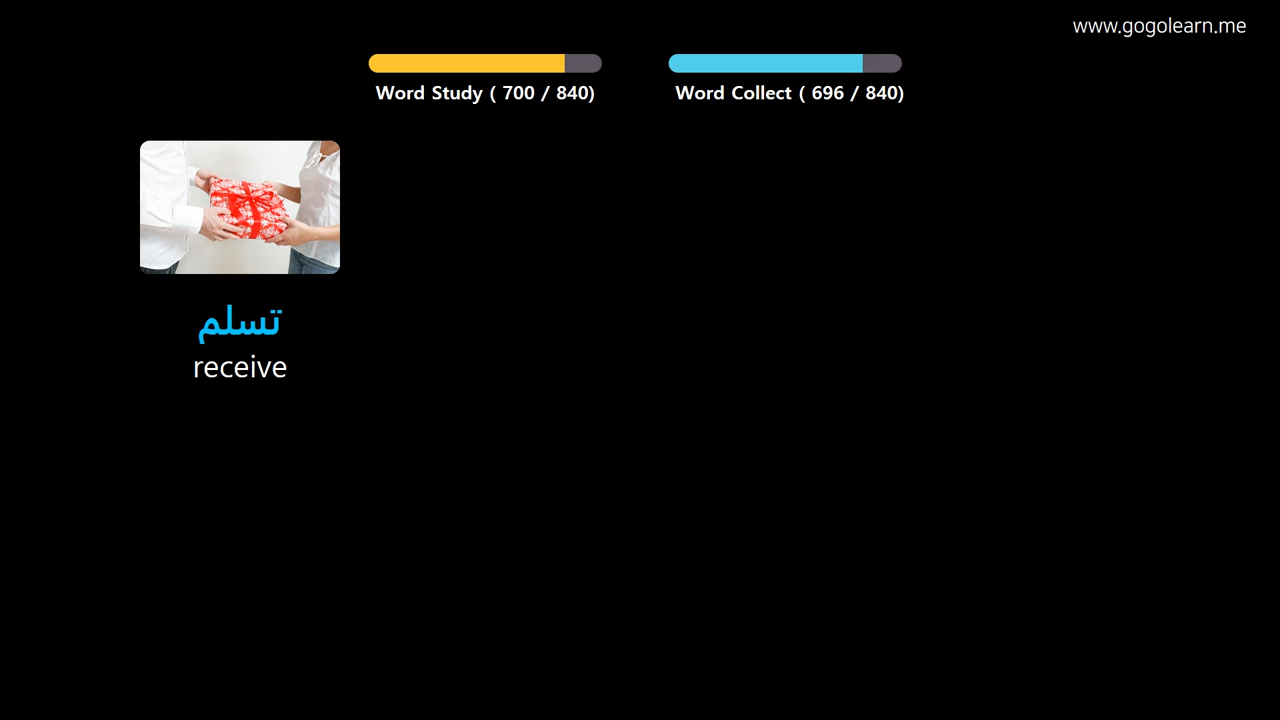 www.gogolearn.me
Word Study ( 700 / 840)
Word Collect ( 696 / 840)
تسلم
receive